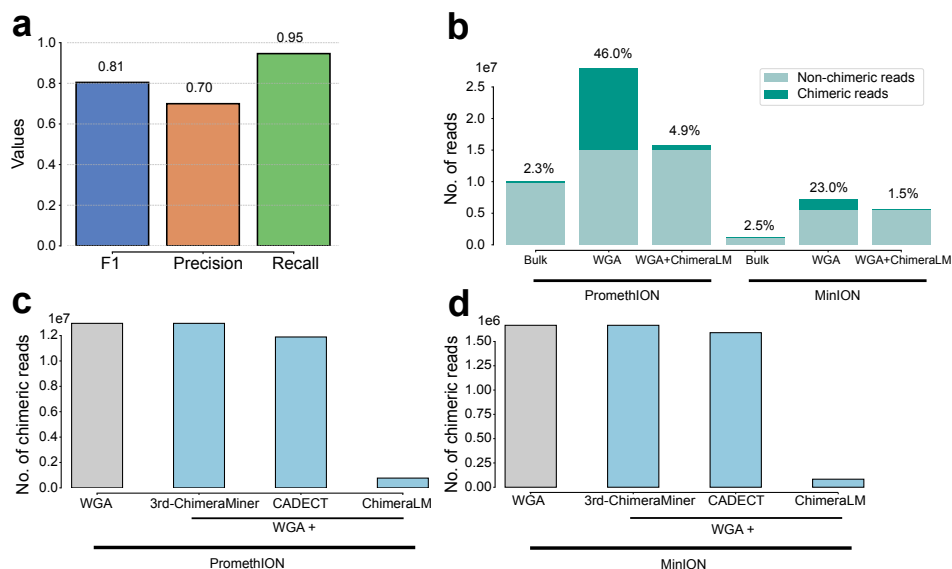 a
0.81
0.70
0.95
1.0
0.8
0.6
0.4
0.2
0.0
Values
F1
Precision
Recall
b
1e7
46.0%
4.9%
2.3%
2.5%
23.0%
1.5%
Non-chimeric reads
Chimeric reads
2.5
2.0
1.5
1.0
0.5
0.0
No. of reads
Bulk
WGA
WGA+ChimeraLM
Bulk
WGA
WGA+ChimeraLM
PromethION
MinION
c
1e7
1.2
1.0
0.8
0.6
0.4
0.2
0.0
No. of chimeric reads
WGA
3rd-ChimeraMiner
CADECT
ChimeraLM
WGA +
PromethION
d
1e6
1.50
1.25
1.00
0.75
0.50
0.25
0.00
No. of chimeric reads
WGA
3rd-ChimeraMiner
CADECT
ChimeraLM
WGA +
MinION